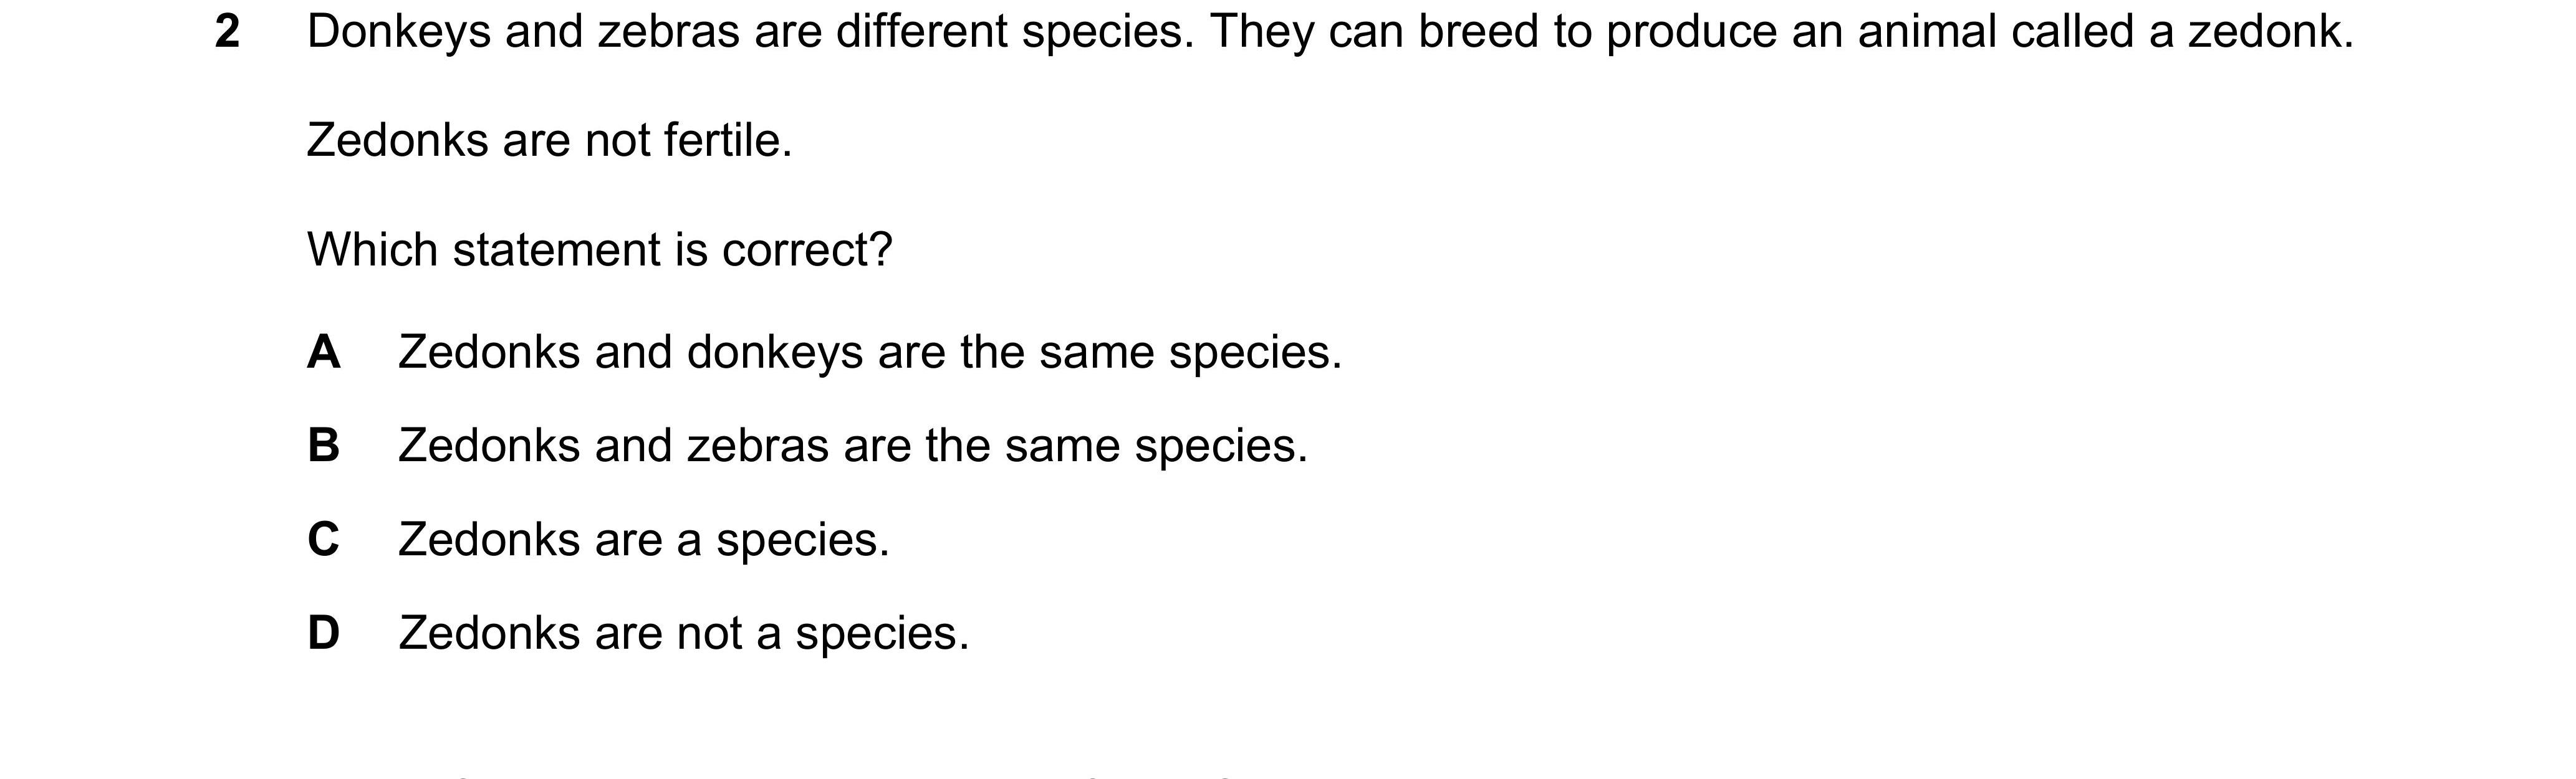 2 Donkeys and zebras are different species. They can breed to produce an animal called a zedonk.
Zedonks are not fertile.
Which statement is correct?
A Zedonks and donkeys are the same species.
B Zedonks and zebras are the same species.
C Zedonks are a species.
D Zedonks are not a species.